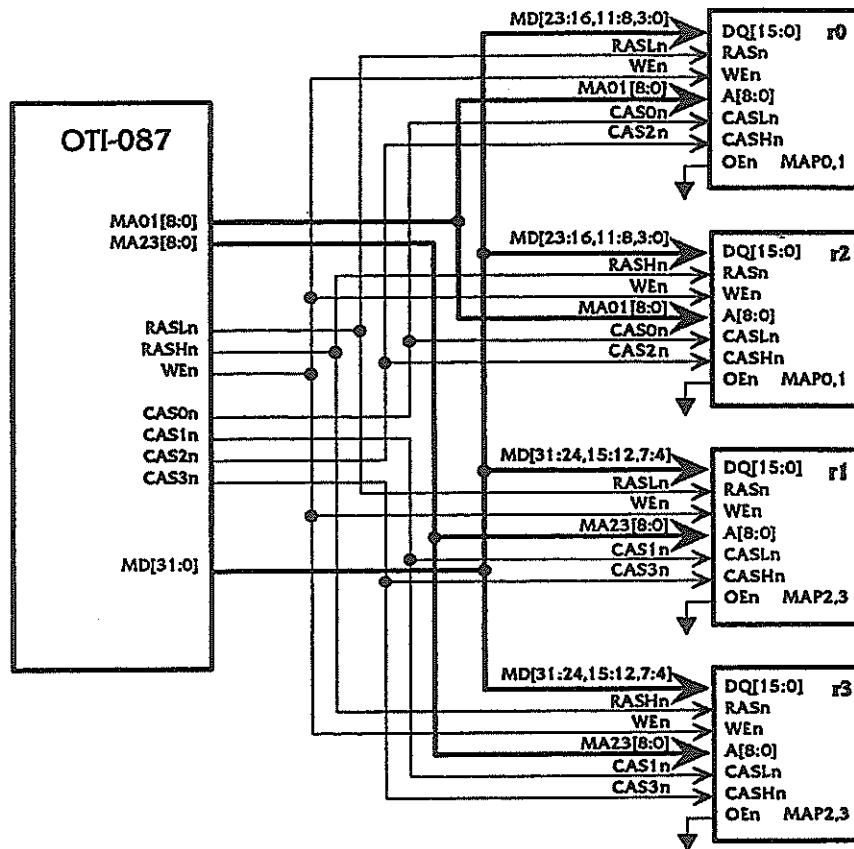 OTI-087
MA01[8:0]
MA23[8:0]
RASLn
RASHn
WEn
CAS0n
CAS1n
CAS2n
CAS3n
MD[31:0]
MD[23:16,11:8,3:0]
RASLn
WEn
MA01[8:0]
CAS0n
CAS2n
DQ[15:0] r0
RASn
WEn
A[8:0]
CASLn
CASHn
OEn MAP0,1
MD[23:16,11:8,3:0]
RASHn
WEn
MA01[8:0]
CAS0n
CAS2n
DQ[15:0] r2
RASn
WEn
A[8:0]
CASLn
CASHn
OEn MAP0,1
MD[31:24,15:12,7:4]
RASLn
WEn
MA23[8:0]
CAS1n
CAS3n
DQ[15:0] r1
RASn
WEn
A[8:0]
CASLn
CASHn
OEn MAP2,3
MD[31:24,15:12,7:4]
RASHn
WEn
MA23[8:0]
CAS1n
CAS3n
DQ[15:0] r3
RASn
WEn
A[8:0]
CASLn
CASHn
OEn MAP2,3